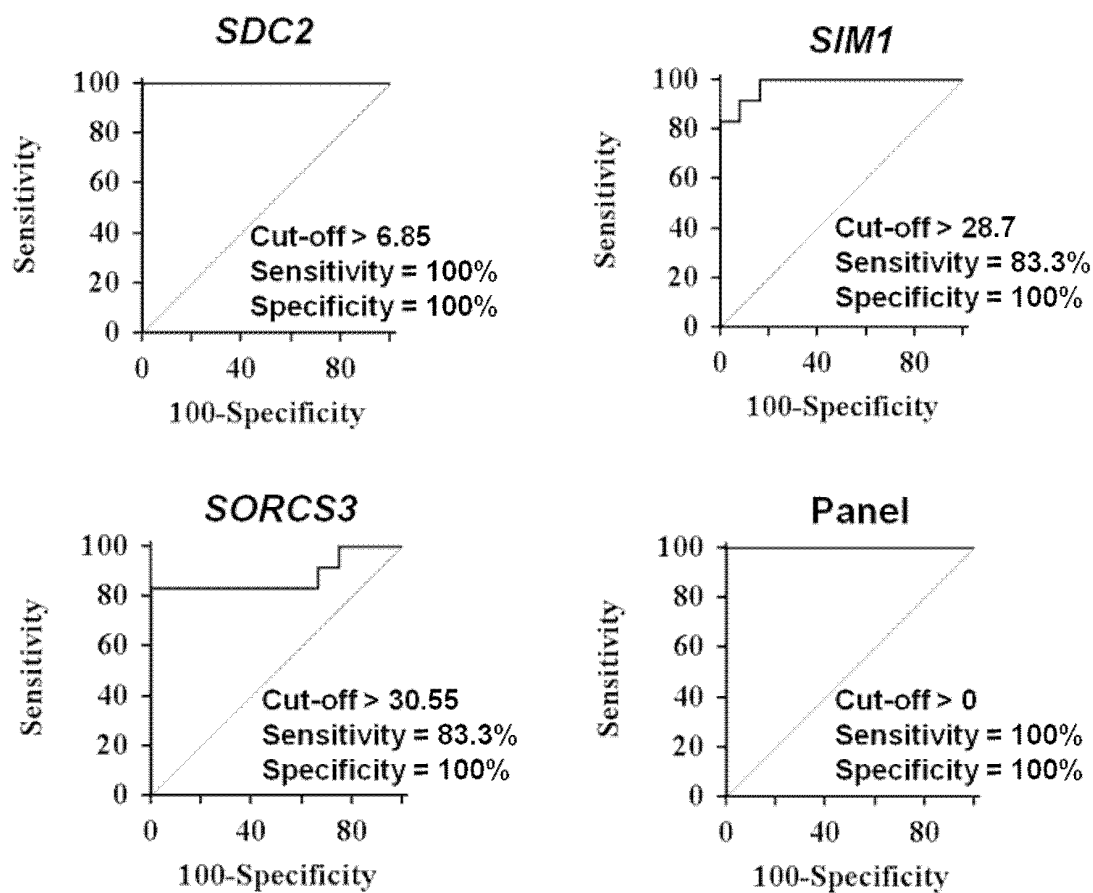 SDC2
100
80
60
40
20
0
Sensitivity
Cut-off > 6.85
Sensitivity = 100%
Specificity = 100%
0 40 80
100-Specificity
SIM1
100
80
60
40
20
0
Sensitivity
Cut-off > 28.7
Sensitivity = 83.3%
Specificity = 100%
0 40 80
100-Specificity
SORCS3
100
80
60
40
20
0
Sensitivity
Cut-off > 30.55
Sensitivity = 83.3%
Specificity = 100%
0 40 80
100-Specificity
Panel
100
80
60
40
20
0
Sensitivity
Cut-off > 0
Sensitivity = 100%
Specificity = 100%
0 40 80
100-Specificity